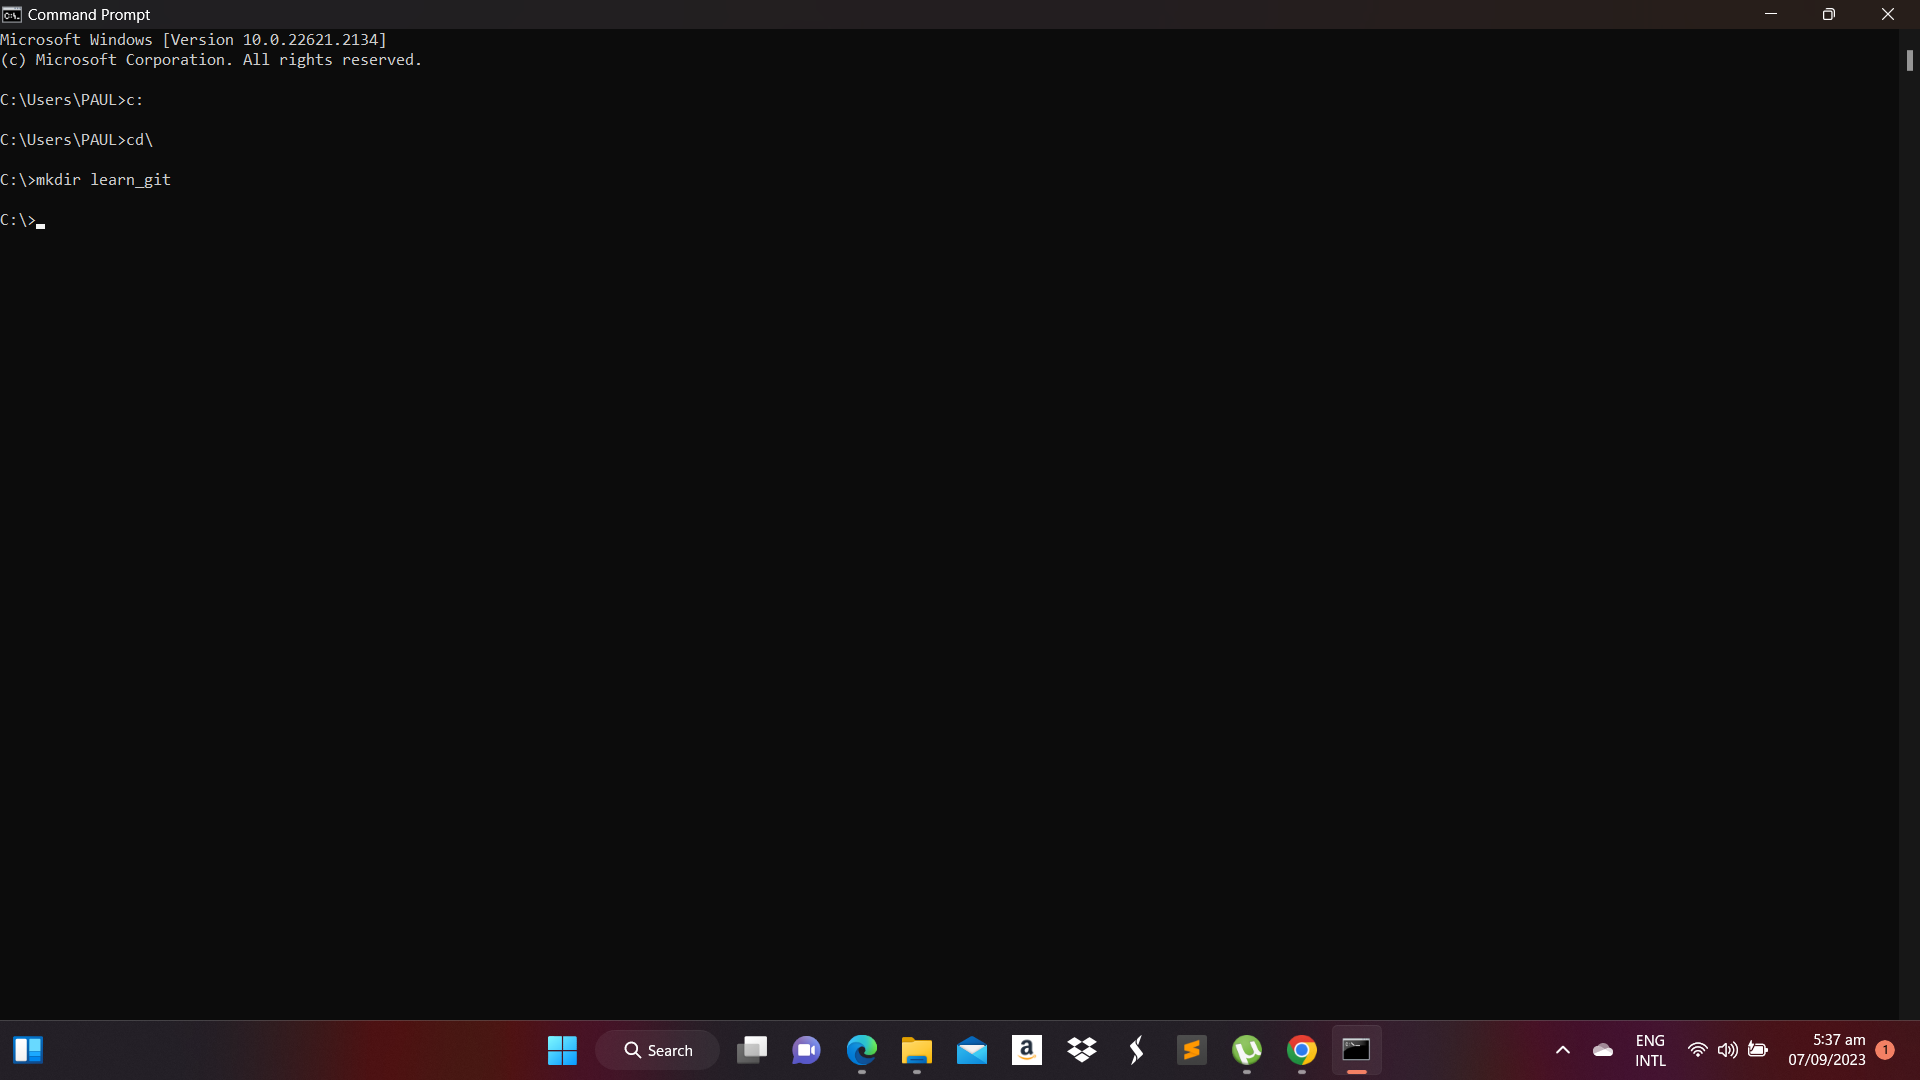 Command Prompt
Microsoft Windows [Version 10.0.22621.2134]
(c) Microsoft Corporation. All rights reserved.
C:\Users\PAUL>c:
C:\Users\PAUL>cd\
C:\>mkdir learn_git
C:\>
Search
ENG
INTL
5:37 am
07/09/2023
1